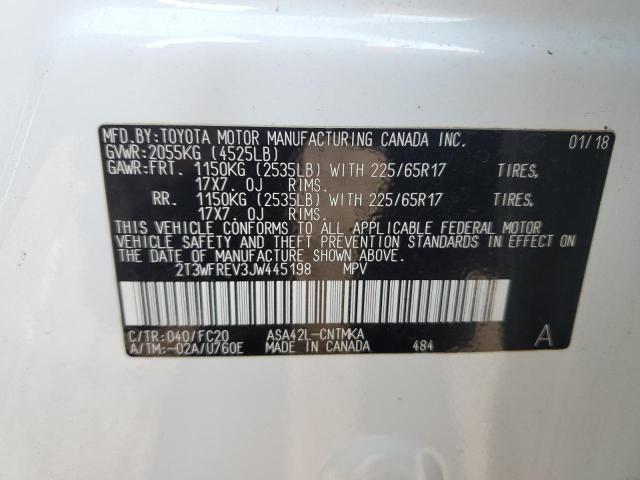 MFD.BY:TOYOTA MOTOR MANUFACTURING CANADA INC. 01/18
GVWR:2055KG (4525LB)
GAWR:FRT. 1150KG (2535LB) WITH 225/65R17 TIRES,
17X7.0J RIMS.
RR. 1150KG (2535LB) WITH 225/65R17 TIRES,
17X7.0J RIMS.
THIS VEHICLE CONFORMS TO ALL APPLICABLE FEDERAL MOTOR
VEHICLE SAFETY AND THEFT PREVENTION STANDARDS IN EFFECT ON
THE DATE OF MANUFACTURE SHOWN ABOVE.
2T3WFREV3JW445198 MPV
C/TR:040/FC20 ASA42L-CNTMKA
A/TM:-02A/U760E MADE IN CANADA 484 A